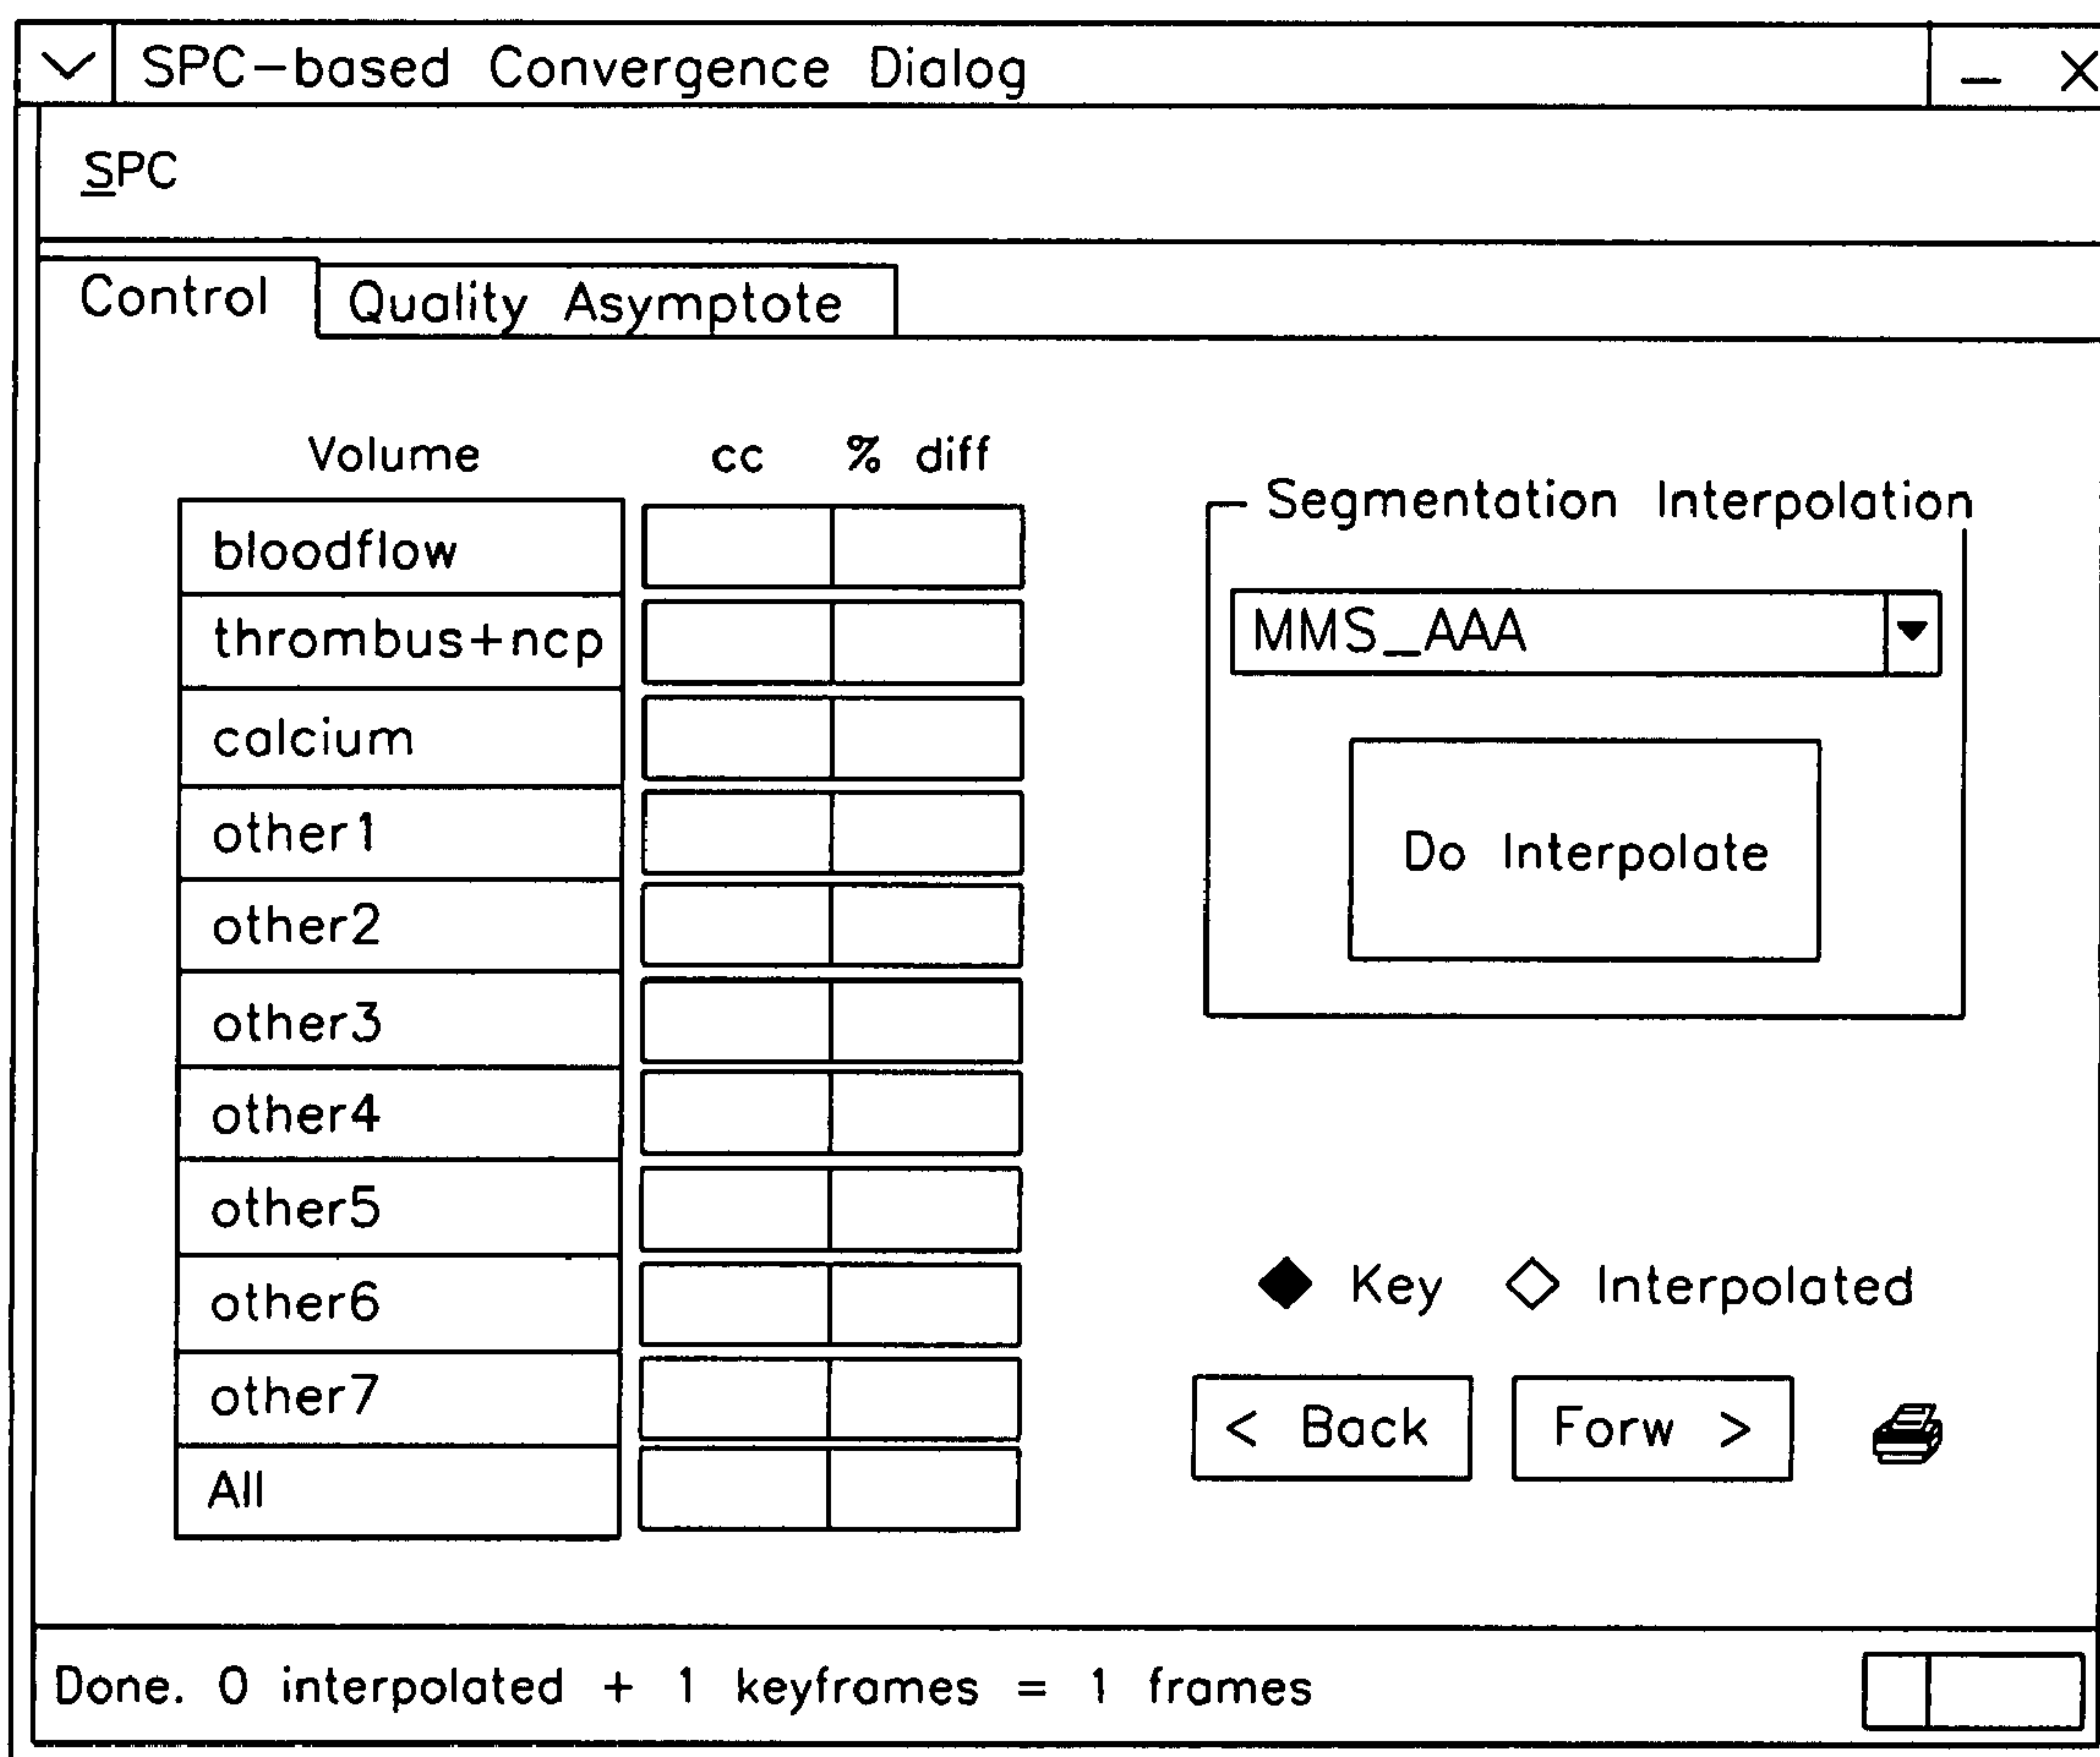 SPC-based Convergence Dialog
SPC
Control Quality Asymptote
Volume cc % diff
bloodflow
thrombus+ncp
calcium
other1
other2
other3
other4
other5
other6
other7
All
Segmentation Interpolation
MMS_AAA
Do Interpolate
Key Interpolated
< Back Forw >
Done. 0 interpolated + 1 keyframes = 1 frames